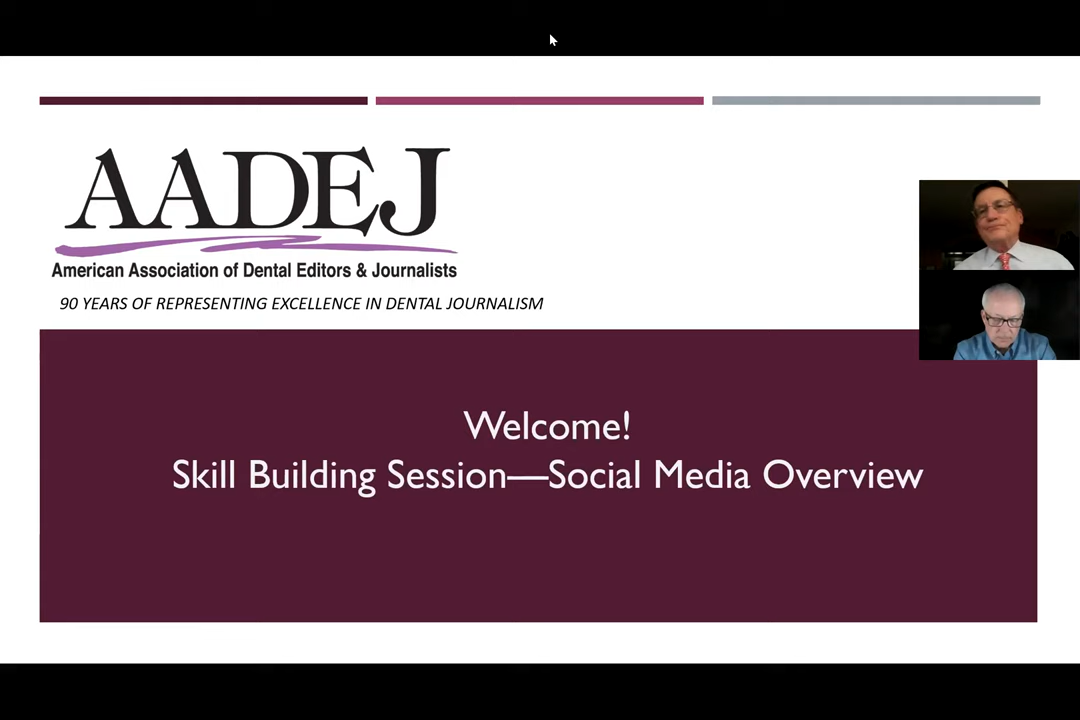 AADEJ
American Association of Dental Editors & Journalists
90 YEARS OF REPRESENTING EXCELLENCE IN DENTAL JOURNALISM
Welcome!
Skill Building Session—Social Media Overview